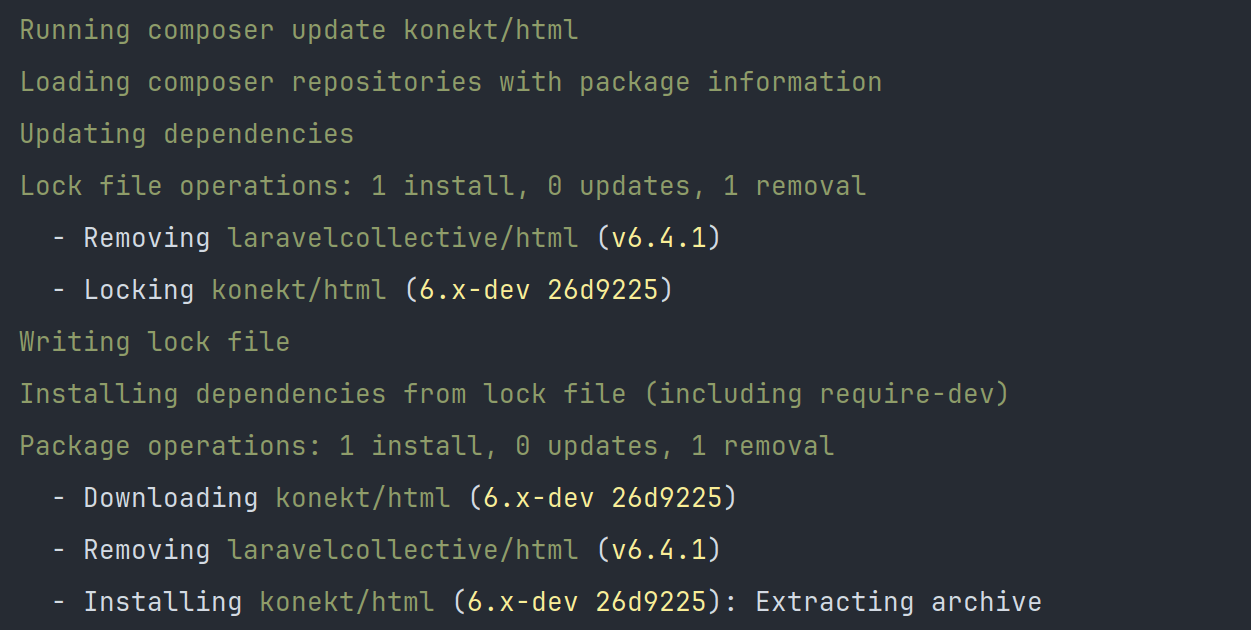 Running composer update konekt/html
Loading composer repositories with package information
Updating dependencies
Lock file operations: 1 install, 0 updates, 1 removal
  - Removing laravelcollective/html (v6.4.1)
  - Locking konekt/html (6.x-dev 26d9225)
Writing lock file
Installing dependencies from lock file (including require-dev)
Package operations: 1 install, 0 updates, 1 removal
  - Downloading konekt/html (6.x-dev 26d9225)
  - Removing laravelcollective/html (v6.4.1)
  - Installing konekt/html (6.x-dev 26d9225): Extracting archive